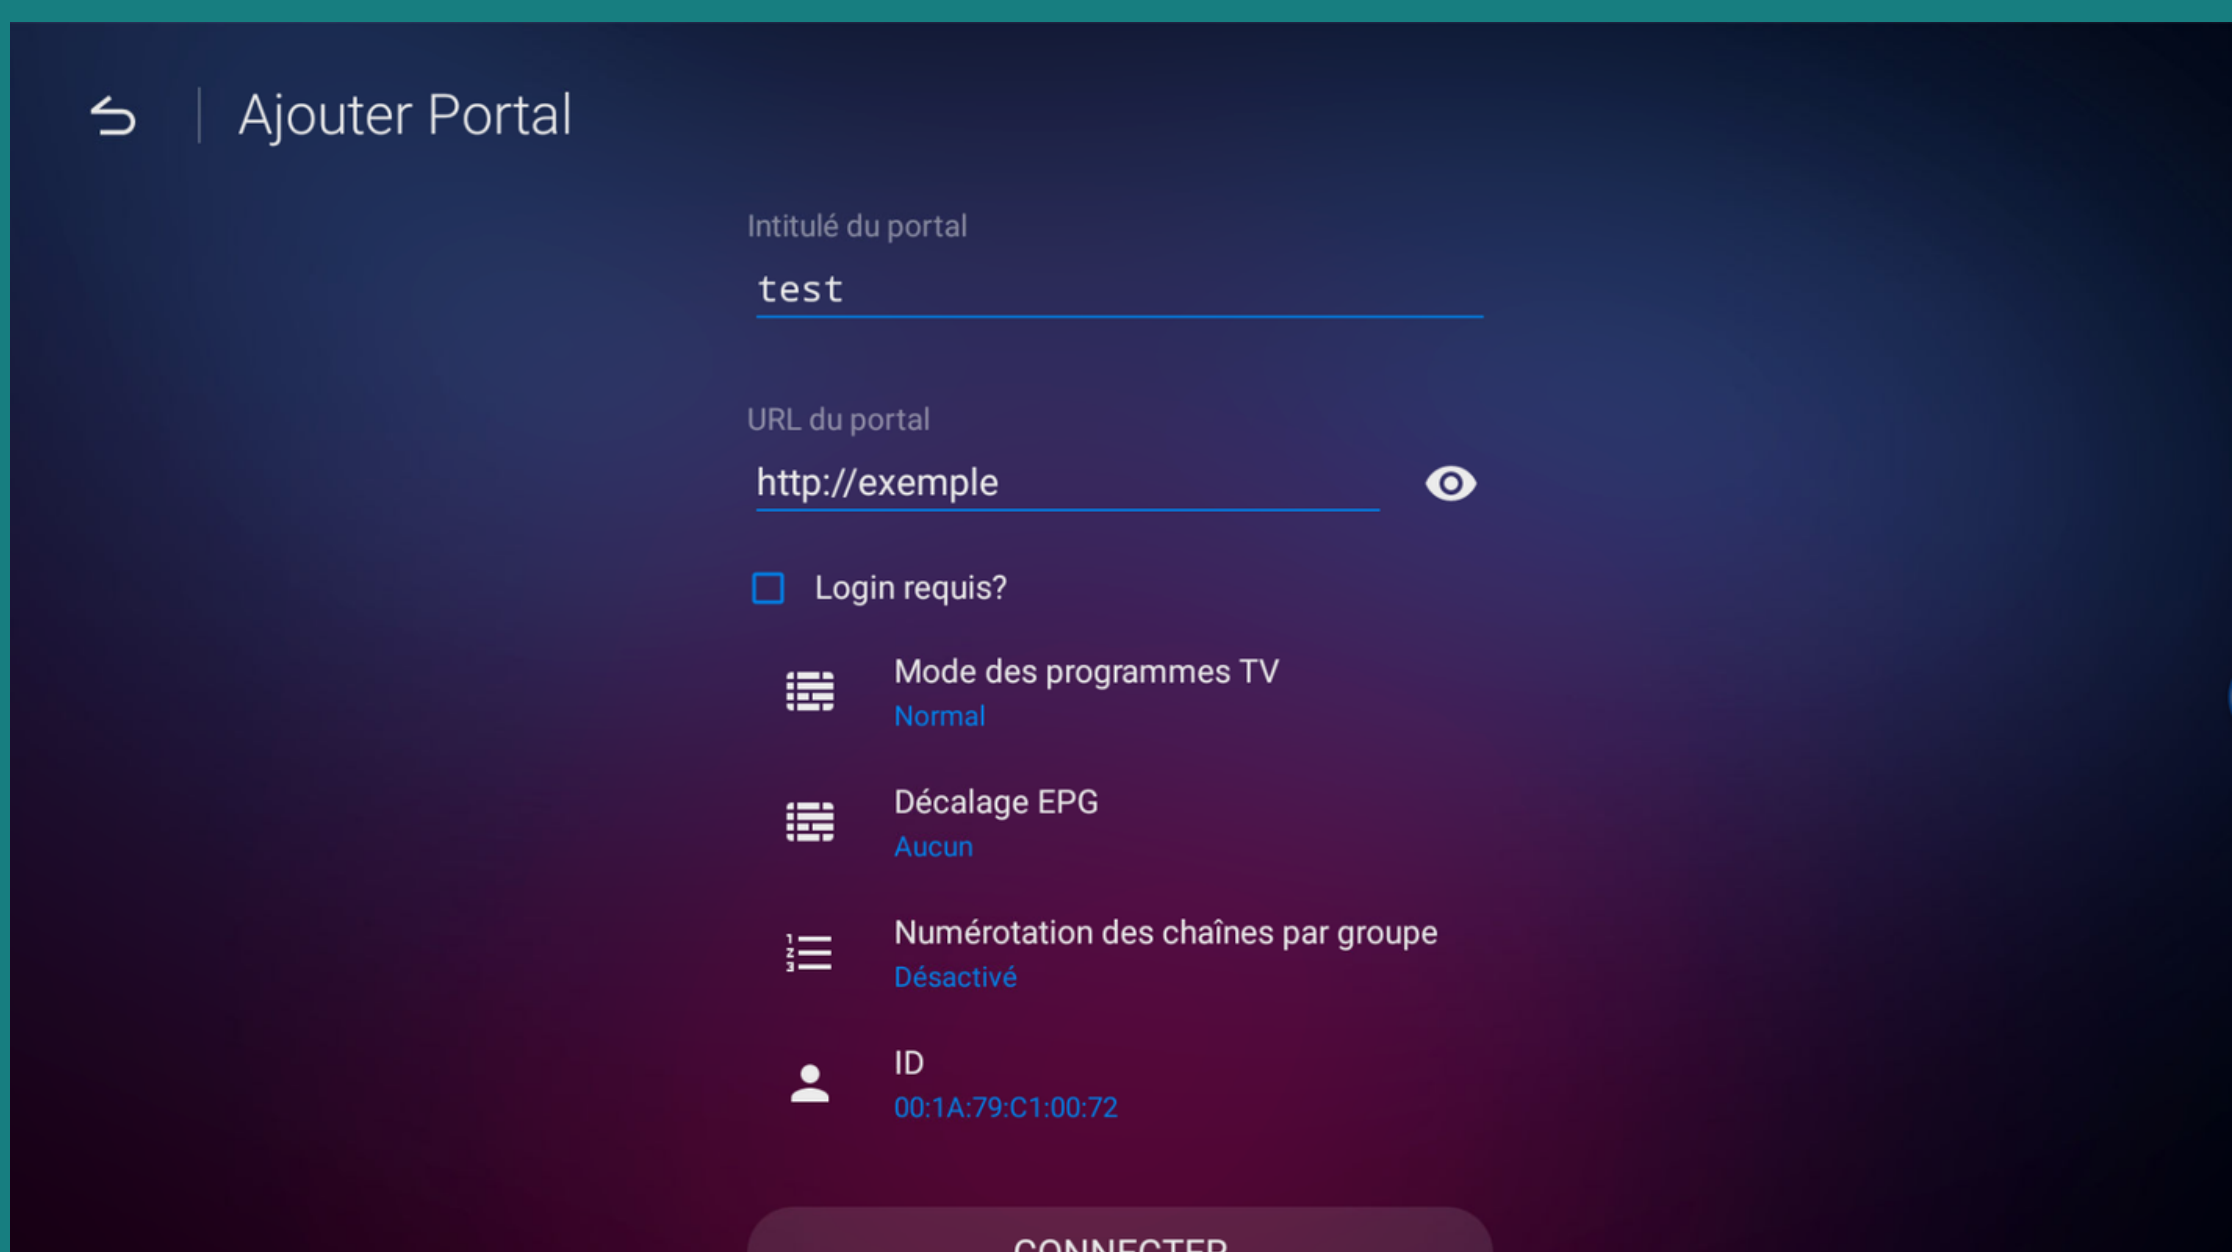 Ajouter Portal
Intitulé du portal
test
URL du portal
http://exemple
Login requis?
Mode des programmes TV
Normal
Décalage EPG
Aucun
Numérotation des chaînes par groupe
Désactivé
ID
00:1A:79:C1:00:72
CONNECTER